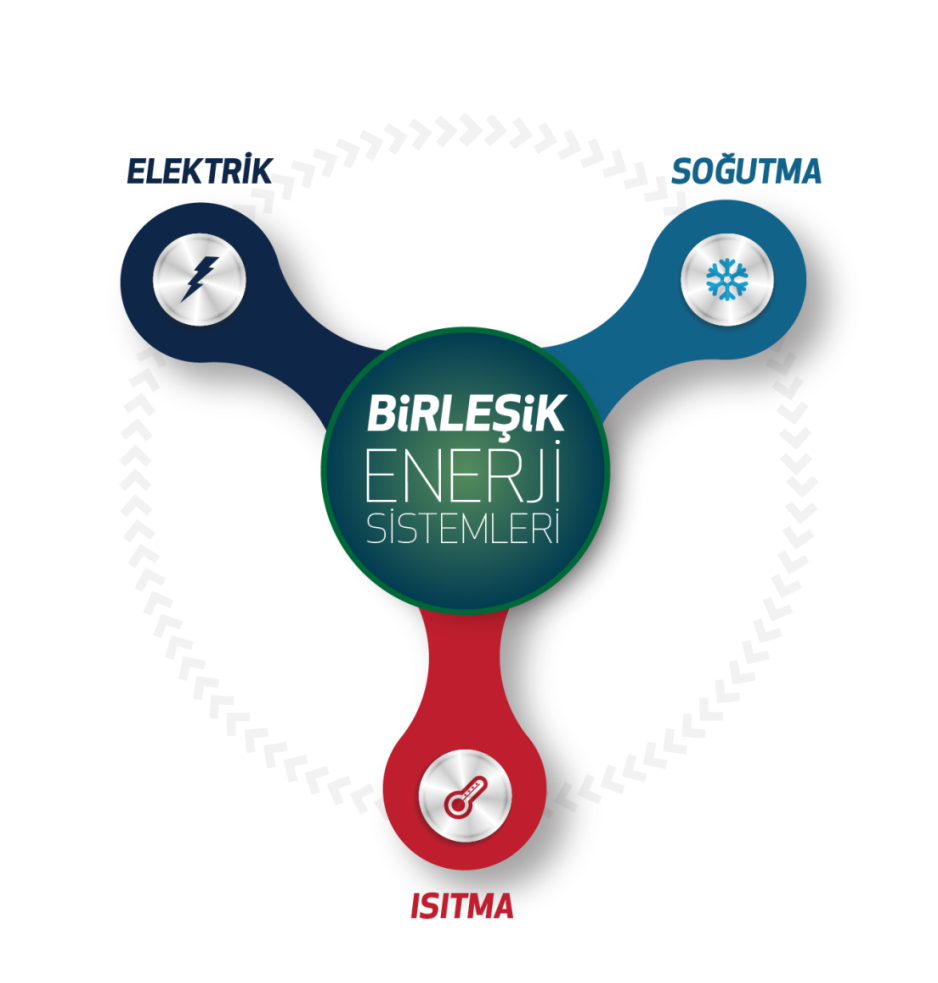 ELEKTRİK
SOĞUTMA
BİRLEŞİK
ENERJİ
SİSTEMLERİ
ISITMA